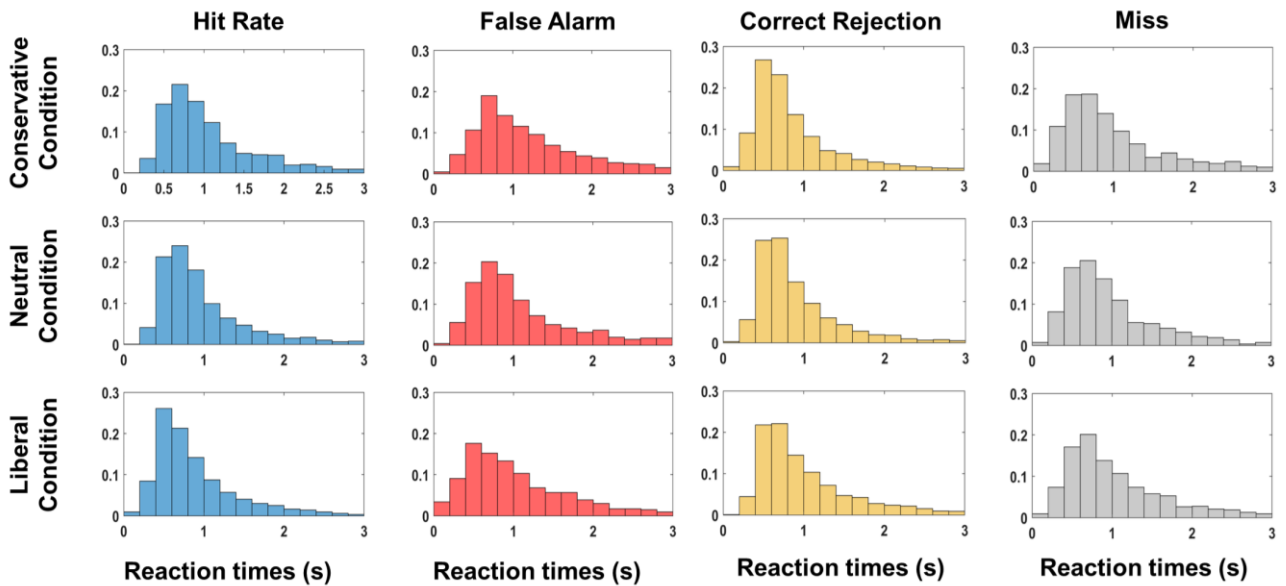 Hit Rate False Alarm Correct Rejection Miss
Conservative
Condition
0.3 0.3 0.3 0.3
0.2 0.2 0.2 0.2
0.1 0.1 0.1 0.1
0 0 0 0
0 0.5 1 1.5 2 2.5 3 1 2 3 0 1 2 3 0 1 2 3
Neutral
Condition
0.3 0.3 0.3 0.3
0.2 0.2 0.2 0.2
0.1 0.1 0.1 0.1
0 0 0 0
0 1 2 3 1 2 3 0 1 2 3 0 1 2 3
Liberal
Condition
0.3 0.3 0.3 0.3
0.2 0.2 0.2 0.2
0.1 0.1 0.1 0.1
0 0 0 0
0 1 2 3 0 1 2 3 0 1 2 3 0 1 2 3
Reaction times (s) Reaction times (s) Reaction times (s) Reaction times (s)